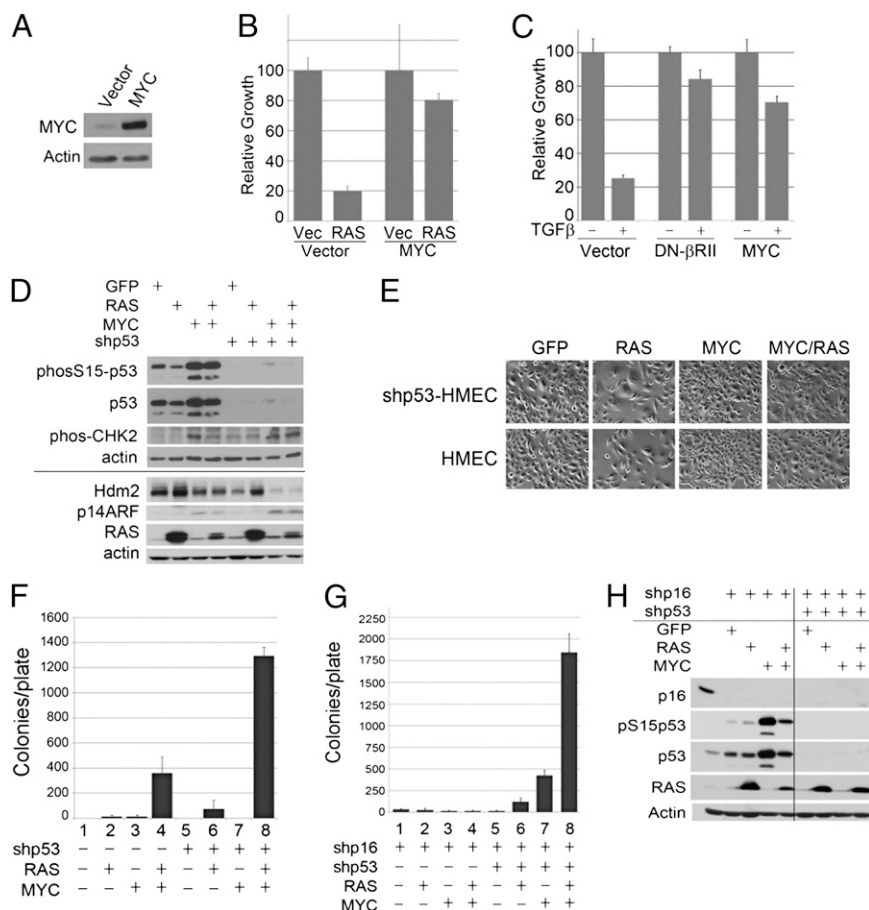 A
Vector
MYC
MYC
Actin
B
Relative Growth
100
80
60
40
20
0
Vec RAS Vec RAS
Vector MYC
C
Relative Growth
100
80
60
40
20
0
TGFβ − + − + − +
Vector DN-βRII MYC
D
GFP + +
RAS + + + +
MYC + + + +
shp53 + + + +
phosS15-p53
p53
phos-CHK2
actin
Hdm2
p14ARF
RAS
actin
E
GFP RAS MYC MYC/RAS
shp53-HMEC
HMEC
F
Colonies/plate
1600
1400
1200
1000
800
600
400
200
0
1 2 3 4 5 6 7 8
shp53 − − − − + + + +
RAS − + − + − + − +
MYC − − + + − − + +
G
Colonies/plate
2250
2000
1750
1500
1250
1000
750
500
250
0
1 2 3 4 5 6 7 8
shp16 + + + + + + + +
shp53 − − − − + + + +
RAS − + − + − + − +
MYC − − + + − − + +
H
shp16 + + + + + + + +
shp53 + + + +
GFP + +
RAS + + + +
MYC + + + +
p16
pS15p53
p53
RAS
Actin